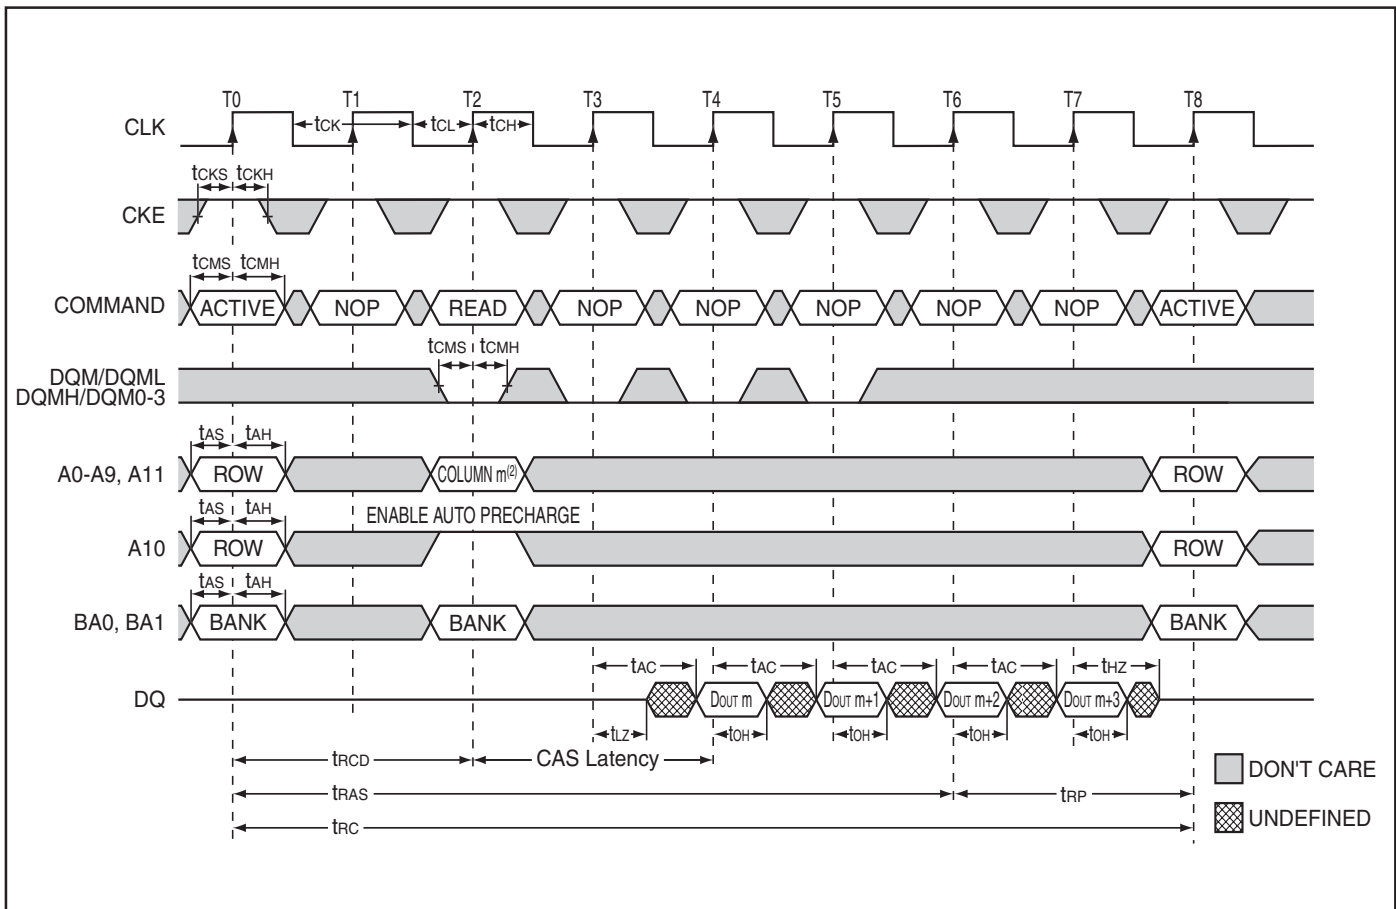 T0 T1 T2 T3 T4 T5 T6 T7 T8
CLK tCK tCL tCH
tCKS tCKH
CKE
tCMS tCMH
COMMAND ACTIVE NOP READ NOP NOP NOP NOP NOP ACTIVE
tCMS tCMH
DQM/DQML
DQMH/DQM0-3
tAS tAH
A0-A9, A11 ROW COLUMN m(2) ROW
tAS tAH ENABLE AUTO PRECHARGE
A10 ROW ROW
tAS tAH
BA0, BA1 BANK BANK BANK
tAC tAC tAC tAC tHZ
DQ DOUT m DOUT m+1 DOUT m+2 DOUT m+3
tLZ tOH tOH tOH tOH
tRCD CAS Latency
DON'T CARE
tRAS tRP
UNDEFINED
tRC